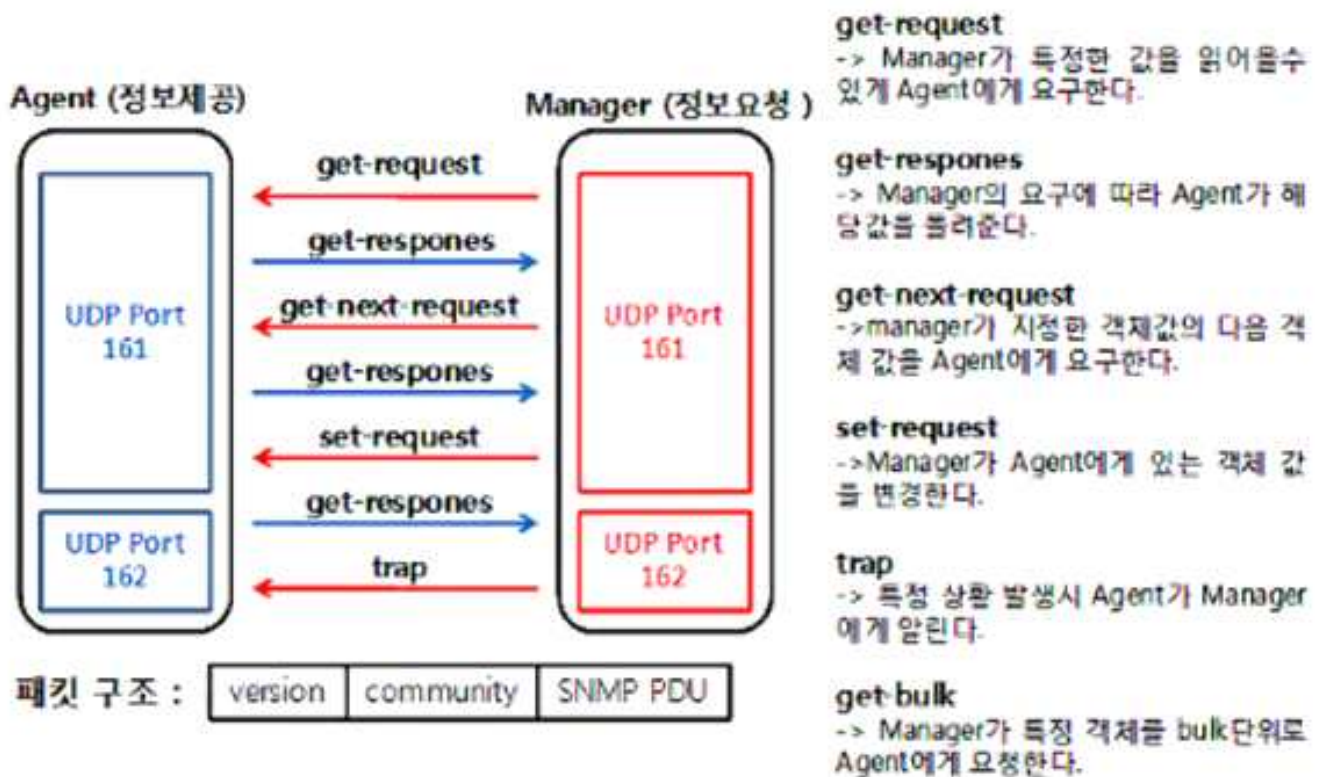 Agent (정보제공)
Manager (정보요청 )
get-request
get-respones
get-next-request
get-respones
set-request
get-respones
trap
UDP Port
161
UDP Port
162
UDP Port
161
UDP Port
162
패킷 구조 :
version
community
SNMP PDU
get-request
-> Manager가 특정한 값을 읽어올수
있게 Agent에게 요구한다.
get-respones
-> Manager의 요구에 따라 Agent가 해
당값을 돌려준다.
get-next-request
->manager가 지정한 객체값의 다음 객
체 값을 Agent에게 요구한다.
set-request
->Manager가 Agent에게 있는 객체 값
을 변경한다.
trap
-> 특정 상황 발생시 Agent가 Manager
에게 알린다.
get-bulk
-> Manager가 특정 객체를 bulk단위로
Agent에게 요청한다.